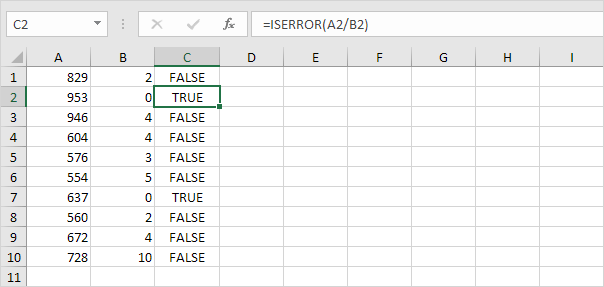 C2 fx =ISERROR(A2/B2)
A B C D E F G H I
1 829 2 FALSE
2 953 0 TRUE
3 946 4 FALSE
4 604 4 FALSE
5 576 3 FALSE
6 554 5 FALSE
7 637 0 TRUE
8 560 2 FALSE
9 672 4 FALSE
10 728 10 FALSE
11